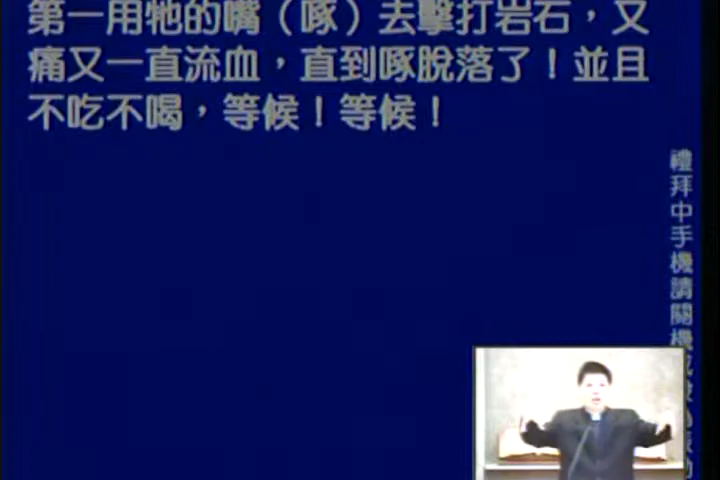 第一用牠的嘴（啄）去擊打岩石，又
痛又一直流血，直到啄脫落了！並且
不吃不喝，等候！等候！
禮拜中手機請關機或